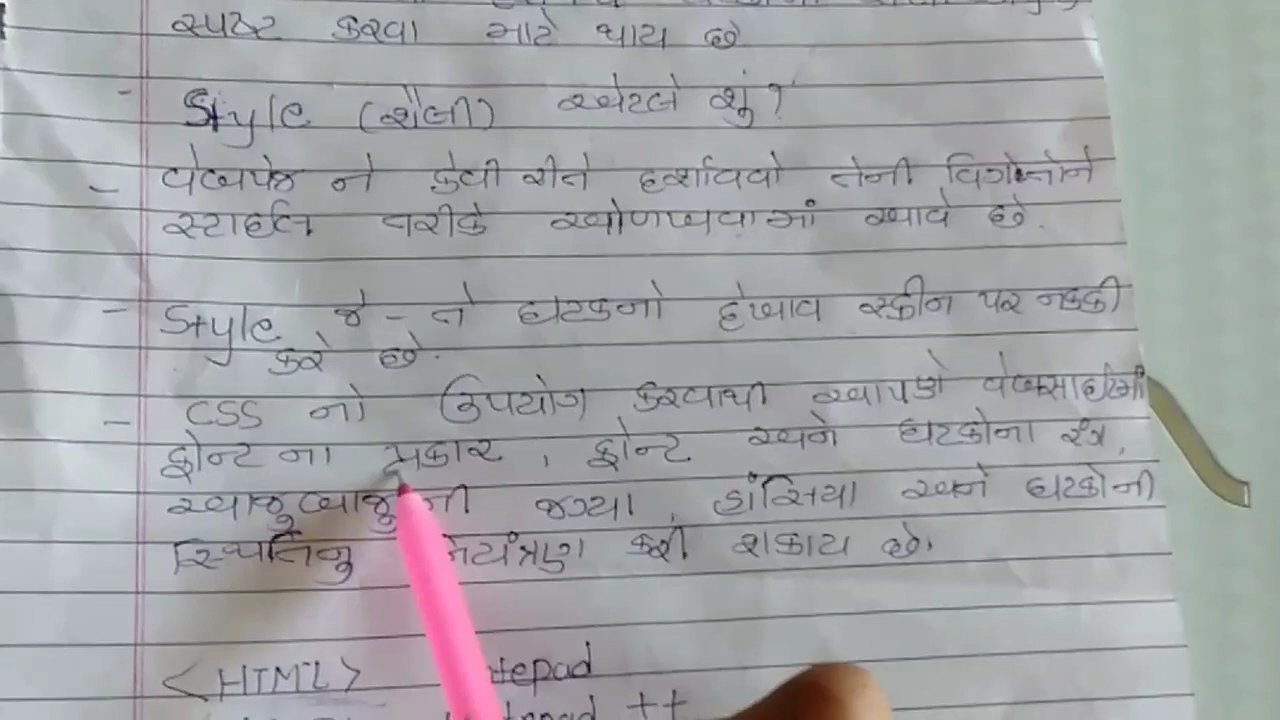 સ્પષ્ટ કરવા માટે થાય છે
- Style (શૈલી) એટલે શું?
- વેબપેજ ને કેવી રીતે દર્શાવવો તેની વિગતોને
સ્ટાઈલ તરીકે ઓળખવામાં આવે છે.
- Style, જે - તે ઘટકનો દેખાવ સ્ક્રીન પર નક્કી
કરે છે.
- CSS નો ઉપયોગ કરવાથી આપણે વેબસાઈટમાં
ફોન્ટ ના પ્રકાર, ફોન્ટ અને ઘટકોના રંગ,
આજુબાજુની જગ્યા, હાંસિયા અને ઘટકોની
સ્થિતિનુ નિયંત્રણ કરી શકાય છે.
<HTML>
++